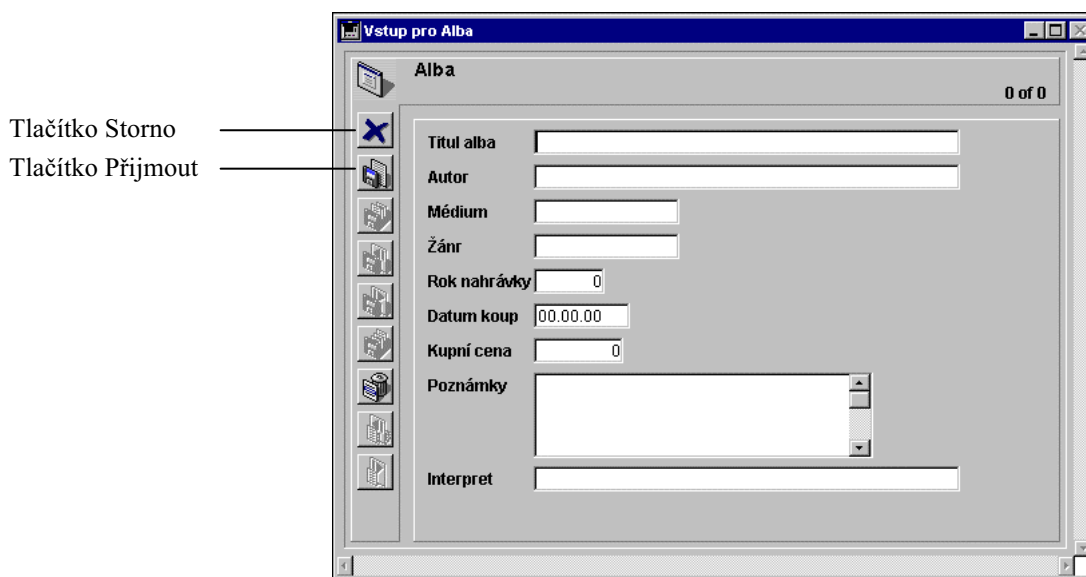 Vstup pro Alba
Alba
0 of 0
Tlačítko Storno
Tlačítko Přijmout
Titul alba
Autor
Médium
Žánr
Rok nahrávky 0
Datum koup 00.00.00
Kupní cena 0
Poznámky
Interpret